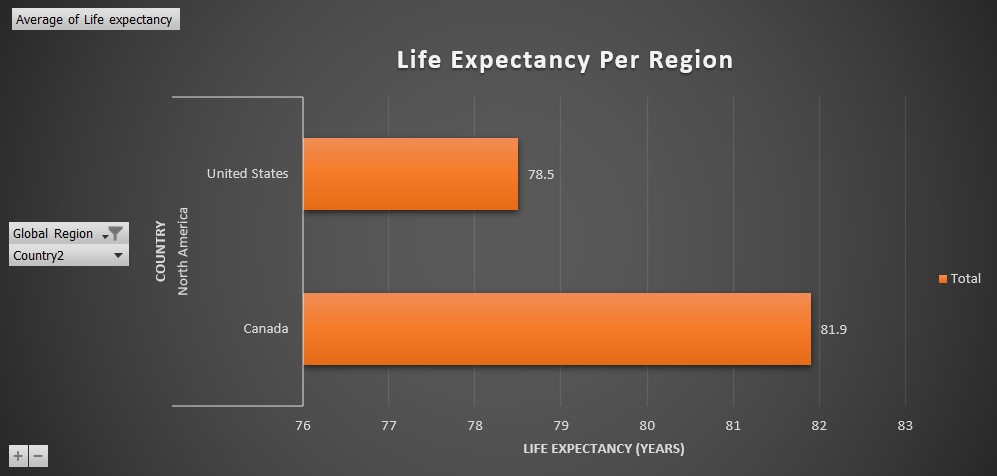 Average of Life expectancy
Life Expectancy Per Region
United States
78.5
Global Region
Country2
COUNTRY
North America
Total
Canada
81.9
76 77 78 79 80 81 82 83
LIFE EXPECTANCY (YEARS)
+ −